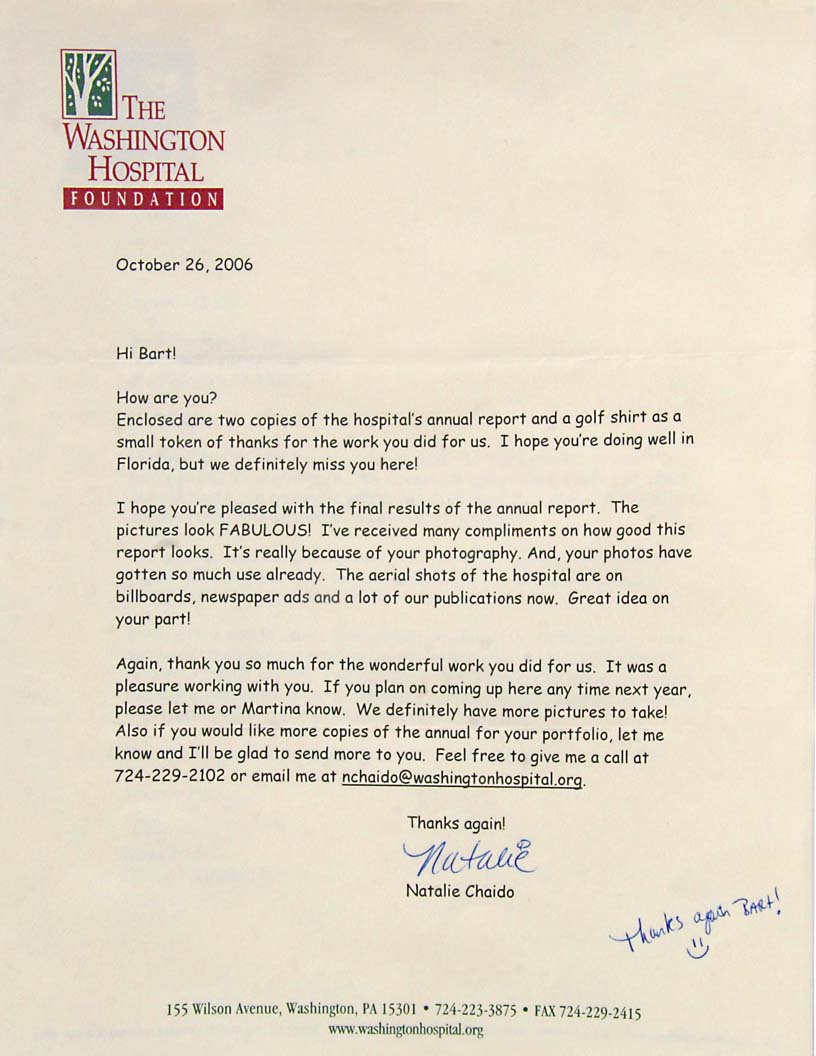 THE
WASHINGTON
HOSPITAL
FOUNDATION
October 26, 2006
Hi Bart!
How are you?
Enclosed are two copies of the hospital's annual report and a golf shirt as a
small token of thanks for the work you did for us. I hope you're doing well in
Florida, but we definitely miss you here!
I hope you're pleased with the final results of the annual report. The
pictures look FABULOUS! I've received many compliments on how good this
report looks. It's really because of your photography. And, your photos have
gotten so much use already. The aerial shots of the hospital are on
billboards, newspaper ads and a lot of our publications now. Great idea on
your part!
Again, thank you so much for the wonderful work you did for us. It was a
pleasure working with you. If you plan on coming up here any time next year,
please let me or Martina know. We definitely have more pictures to take!
Also if you would like more copies of the annual for your portfolio, let me
know and I'll be glad to send more to you. Feel free to give me a call at
724-229-2102 or email me at nchaido@washingtonhospital.org.
Thanks again!
Natalie
Natalie Chaido
Thanks again BART!
155 Wilson Avenue, Washington, PA 15301 • 724-223-3875 • FAX 724-229-2415
www.washingtonhospital.org